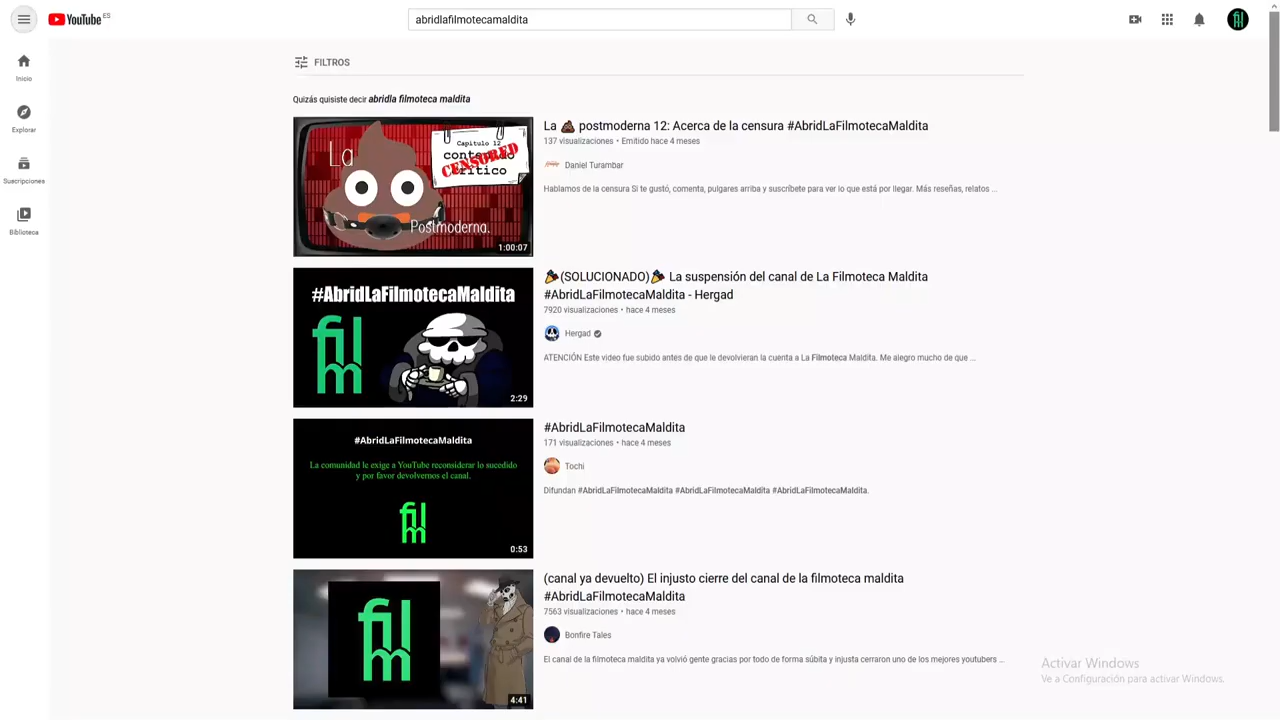 YouTube ES
abridlafilmotecamaldita
Inicio
Explorar
Suscripciones
Biblioteca
FILTROS
Quizás quisiste decir abridla filmoteca maldita
La
Capitulo 12
contenido
crítico
CENSORED
Postmoderna.
1:00:07
La 💩 postmoderna 12: Acerca de la censura #AbridLaFilmotecaMaldita
137 visualizaciones • Emitido hace 4 meses
Daniel Turambar
Hablamos de la censura Si te gustó, comenta, pulgares arriba y suscríbete para ver lo que está por llegar. Más reseñas, relatos ...
#AbridLaFilmotecaMaldita
film
2:29
🎉(SOLUCIONADO)🎉 La suspensión del canal de La Filmoteca Maldita
#AbridLaFilmotecaMaldita - Hergad
7920 visualizaciones • hace 4 meses
Hergad
ATENCIÓN Este video fue subido antes de que le devolvieran la cuenta a La Filmoteca Maldita. Me alegro mucho de que ...
#AbridLaFilmotecaMaldita
La comunidad le exige a YouTube reconsiderar lo sucedido
y por favor devolvernos el canal.
film
0:53
#AbridLaFilmotecaMaldita
171 visualizaciones • hace 4 meses
Tochi
Difundan #AbridLaFilmotecaMaldita #AbridLaFilmotecaMaldita #AbridLaFilmotecaMaldita.
film
4:41
(canal ya devuelto) El injusto cierre del canal de la filmoteca maldita
#AbridLaFilmotecaMaldita
7563 visualizaciones • hace 4 meses
Bonfire Tales
El canal de la filmoteca maldita ya volvió gente gracias por todo de forma súbita y injusta cerraron uno de los mejores youtubers ...
Activar Windows
Ve a Configuración para activar Windows.